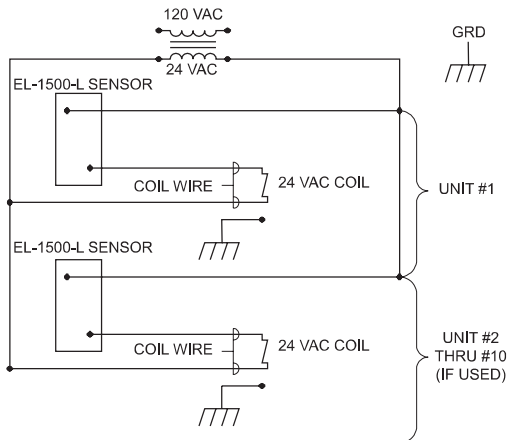 120 VAC
GRD
24 VAC
EL-1500-L SENSOR
COIL WIRE
24 VAC COIL
UNIT #1
EL-1500-L SENSOR
COIL WIRE
24 VAC COIL
UNIT #2
THRU #10
(IF USED)